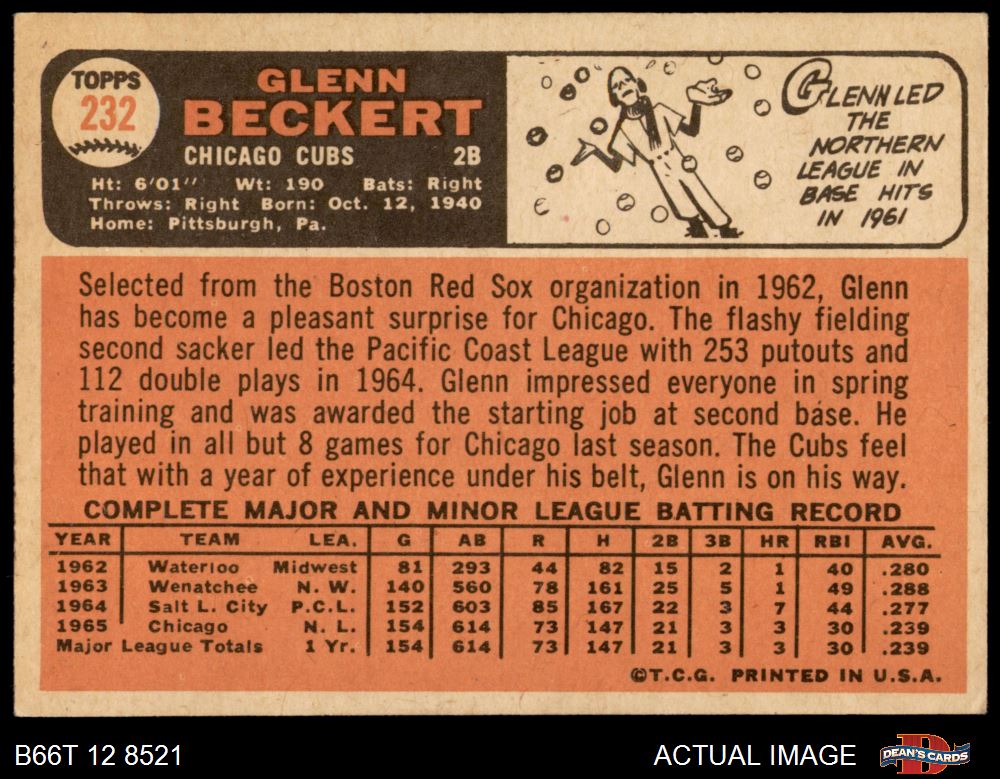 TOPPS
232
GLENN
BECKERT
CHICAGO CUBS 2B
Ht: 6'01" Wt: 190 Bats: Right
Throws: Right Born: Oct. 12, 1940
Home: Pittsburgh, Pa.
GLENN LED
THE
NORTHERN
LEAGUE IN
BASE HITS
IN 1961
Selected from the Boston Red Sox organization in 1962, Glenn
has become a pleasant surprise for Chicago. The flashy fielding
second sacker led the Pacific Coast League with 253 putouts and
112 double plays in 1964. Glenn impressed everyone in spring
training and was awarded the starting job at second base. He
played in all but 8 games for Chicago last season. The Cubs feel
that with a year of experience under his belt, Glenn is on his way.
COMPLETE MAJOR AND MINOR LEAGUE BATTING RECORD
YEAR TEAM LEA. G AB R H 2B 3B HR RBI AVG.
1962 Waterloo Midwest 81 293 44 82 15 2 1 40 .280
1963 Wenatchee N. W. 140 560 78 161 25 5 1 49 .288
1964 Salt L. City P.C.L. 152 603 85 167 22 3 7 44 .277
1965 Chicago N. L. 154 614 73 147 21 3 3 30 .239
Major League Totals 1 Yr. 154 614 73 147 21 3 3 30 .239
©T.C.G. PRINTED IN U.S.A.
B66T 12 8521 ACTUAL IMAGE DEAN'S CARDS